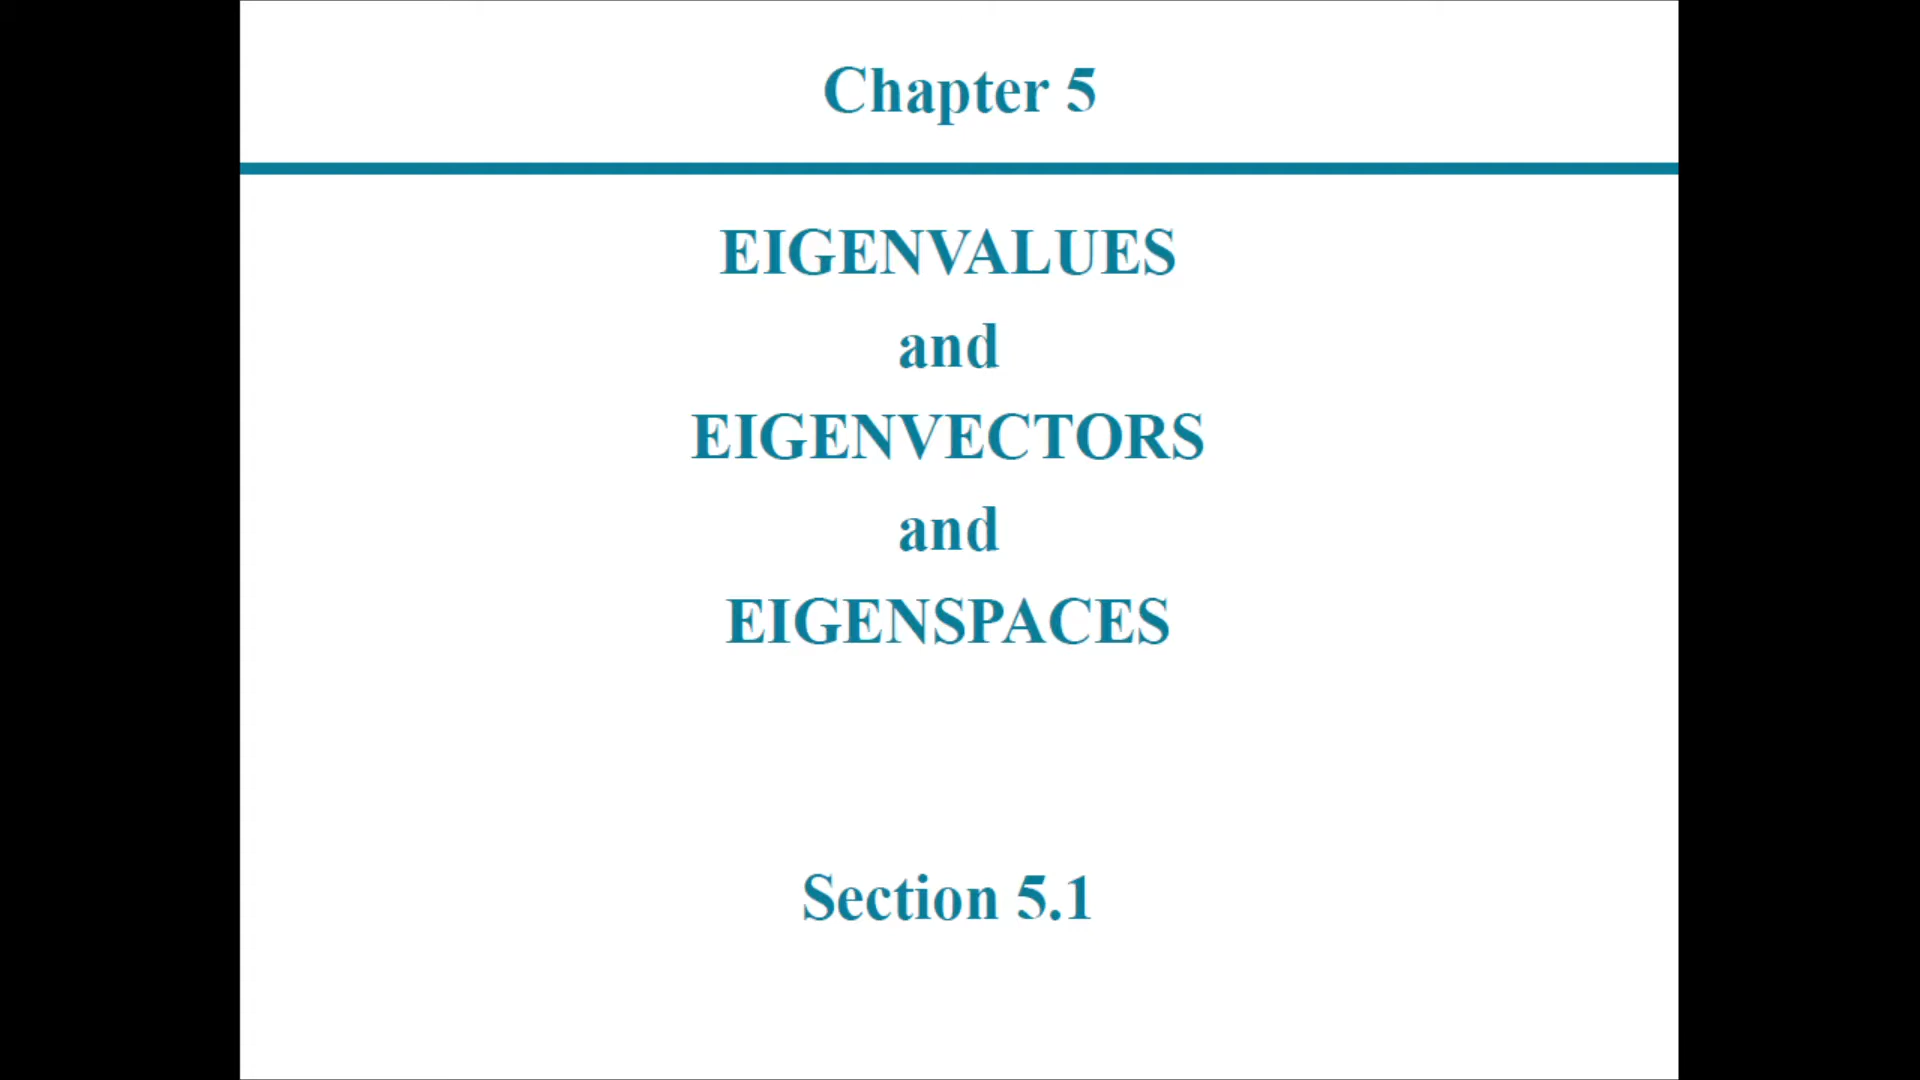 Chapter 5
EIGENVALUES
and
EIGENVECTORS
and
EIGENSPACES
Section 5.1